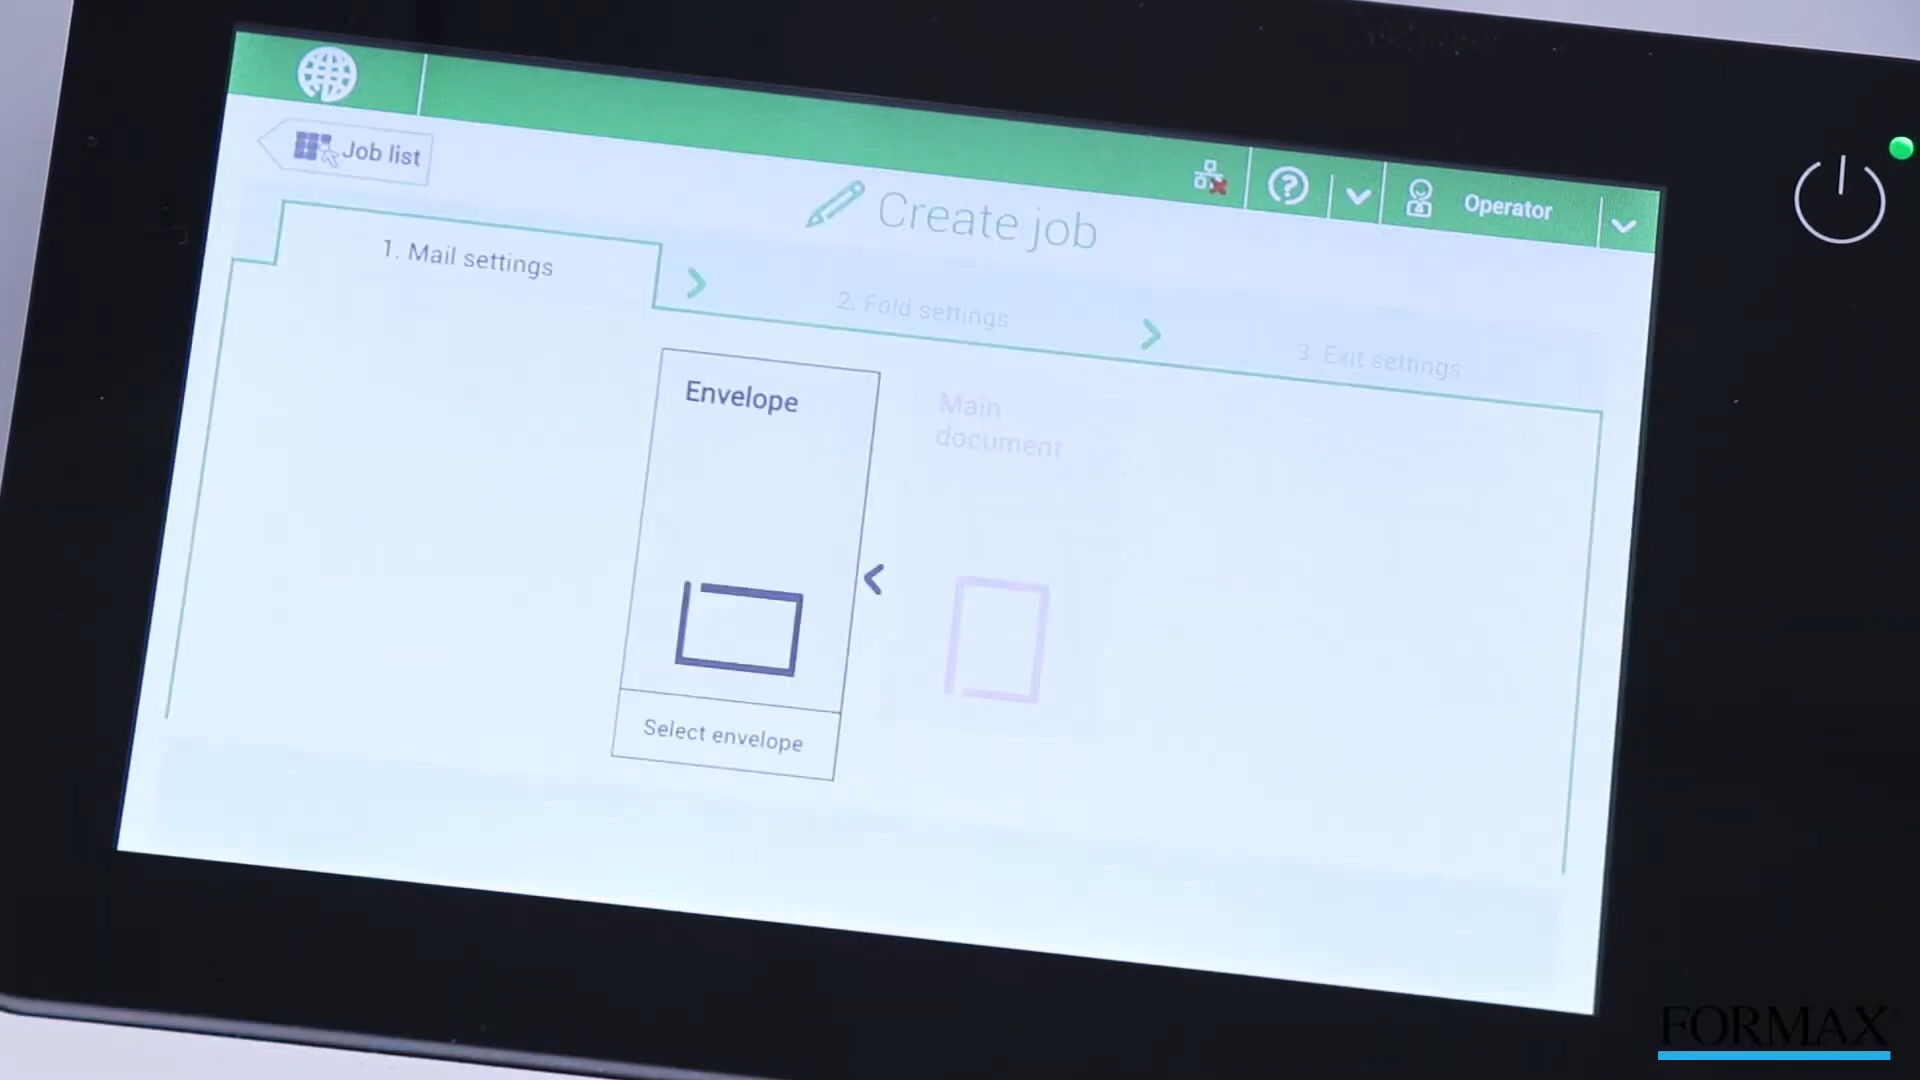 Job list
Create job
Operator
1. Mail settings
2. Fold settings
3. Exit settings
Envelope
Main
document
Select envelope
FORMAX